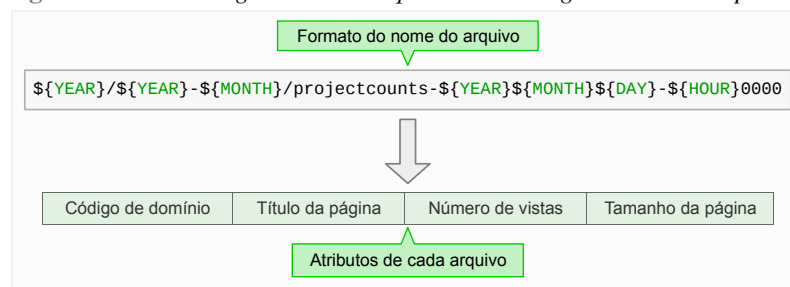 Formato do nome do arquivo
${YEAR}/${YEAR}-${MONTH}/projectcounts-${YEAR}${MONTH}${DAY}-${HOUR}0000
Código de domínio Título da página Número de vistas Tamanho da página
Atributos de cada arquivo